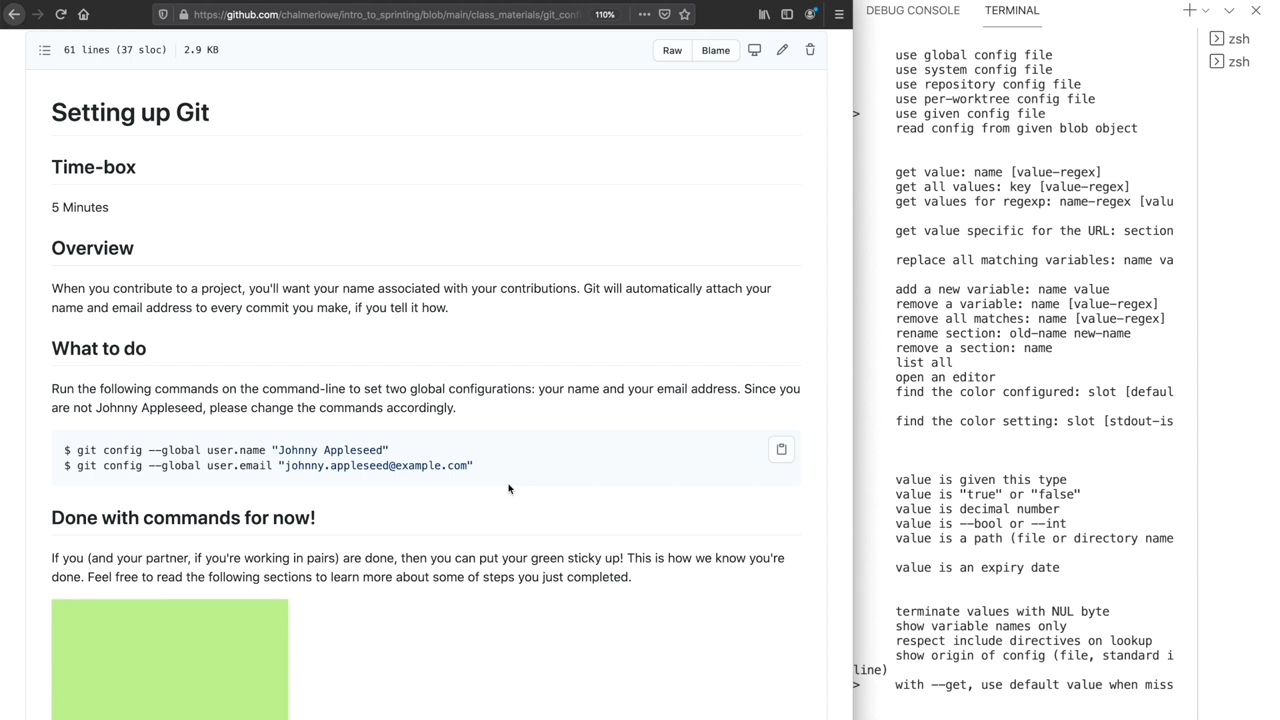 https://github.com/chalmerlowe/intro_to_sprinting/blob/main/class_materials/git_conf
110%
DEBUG CONSOLE
TERMINAL
61 lines (37 sloc)
2.9 KB
Raw
Blame
Setting up Git
Time-box
5 Minutes
Overview
When you contribute to a project, you'll want your name associated with your contributions. Git will automatically attach your
name and email address to every commit you make, if you tell it how.
What to do
Run the following commands on the command-line to set two global configurations: your name and your email address. Since you
are not Johnny Appleseed, please change the commands accordingly.
$ git config --global user.name "Johnny Appleseed"
$ git config --global user.email "johnny.appleseed@example.com"
Done with commands for now!
If you (and your partner, if you're working in pairs) are done, then you can put your green sticky up! This is how we know you're
done. Feel free to read the following sections to learn more about some of steps you just completed.
use global config file
use system config file
use repository config file
use per-worktree config file
> use given config file
read config from given blob object
get value: name [value-regex]
get all values: key [value-regex]
get values for regexp: name-regex [valu
get value specific for the URL: section
replace all matching variables: name va
add a new variable: name value
remove a variable: name [value-regex]
remove all matches: name [value-regex]
rename section: old-name new-name
remove a section: name
list all
open an editor
find the color configured: slot [defaul
find the color setting: slot [stdout-is
value is given this type
value is "true" or "false"
value is decimal number
value is --bool or --int
value is a path (file or directory name
value is an expiry date
terminate values with NUL byte
show variable names only
respect include directives on lookup
show origin of config (file, standard i
line)
> with --get, use default value when miss
zsh
zsh